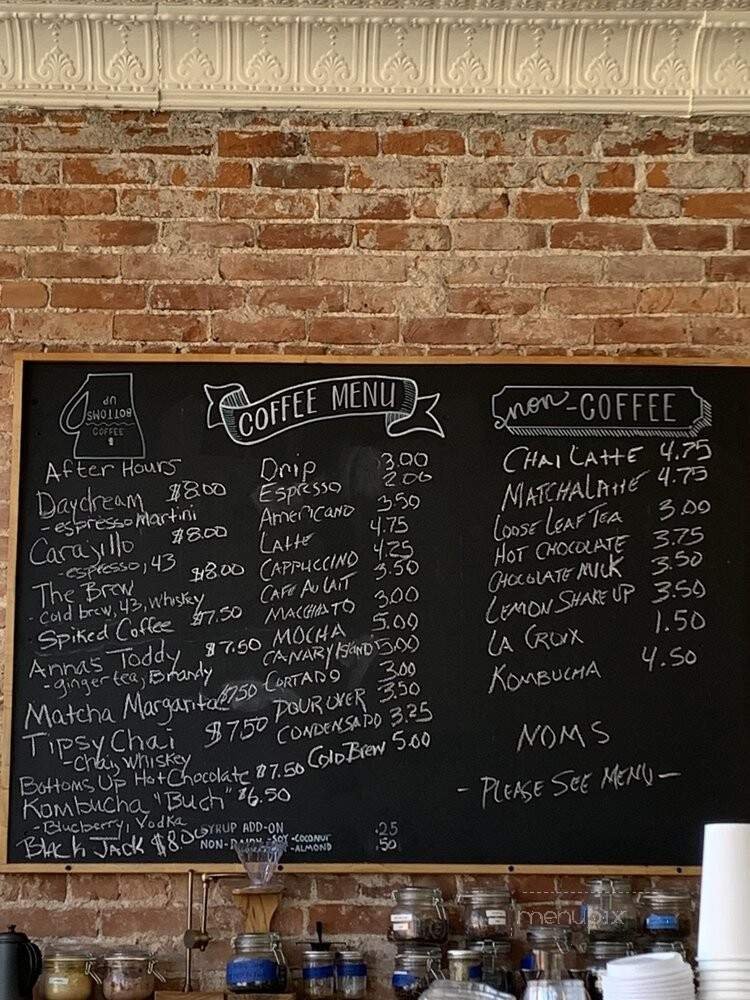 BOTTOMS
UP
COFFEE
After Hours
Daydream $8.00
- espresso Martini
Carajillo $8.00
- espresso, 43
The Brew $8.00
- Cold brew, 43, Whiskey
Spiked Coffee $7.50
Annas Toddy $7.50
- ginger tea, Brandy
Matcha Margarita $7.50
Tipsy Chai $7.50
- Chai, Whiskey
Bottoms Up Hot Chocolate $7.50
Kombucha "Buch" $6.50
- Blueberry, Vodka
Black Jack $8.00
COFFEE MENU
Drip 3.00
Espresso 2.00
Americano 3.50
Latte 4.75
Cappuccino 4.25
Cafe Au Lait 3.50
Macchiato 3.00
Mocha 5.00
Canary Island 5.00
Cortado 3.00
Pour Over 3.50
Condensado 3.25
Cold Brew 5.00
SYRUP ADD-ON .25
NON-DAIRY -SOY -COCONUT
-ALMOND .50
non-COFFEE
Chai Latte 4.75
Matcha Latte 4.75
Loose Leaf Tea 3.00
Hot Chocolate 3.75
Chocolate Milk 3.50
Lemon Shake Up 3.50
La Croix 1.50
Kombucha 4.50
NOMS
- PLEASE SEE MENU -
menupix